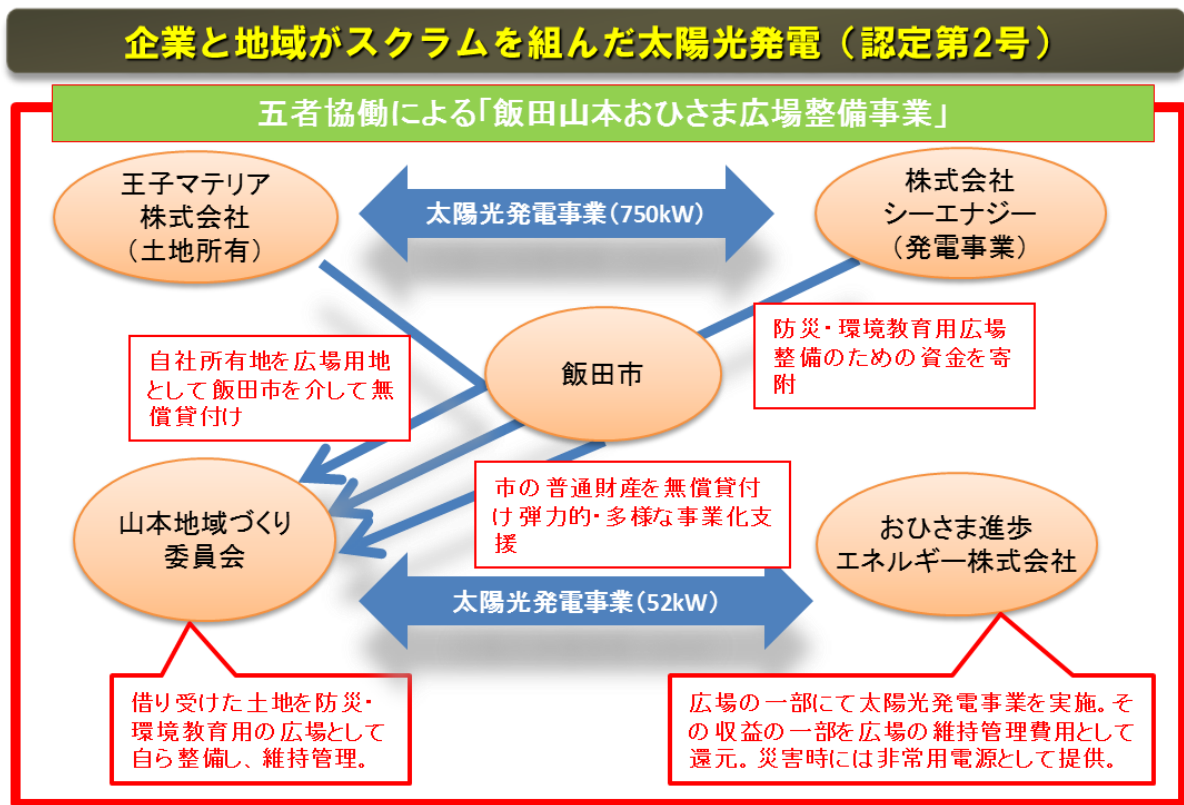 企業と地域がスクラムを組んだ太陽光発電（認定第2号）
五者協働による「飯田山本おひさま広場整備事業」
王子マテリア
株式会社
（土地所有）
太陽光発電事業（750kW）
株式会社
シーエナジー
（発電事業）
自社所有地を広場用地
として飯田市を介して無
償貸付け
飯田市
防災・環境教育用広場
整備のための資金を寄
附
市の普通財産を無償貸付
け弾力的・多様な事業化支
援
山本地域づくり
委員会
おひさま進歩
エネルギー株式会社
太陽光発電事業（52kW）
借り受けた土地を防災・
環境教育用の広場として
自ら整備し、維持管理。
広場の一部にて太陽光発電事業を実施。そ
の収益の一部を広場の維持管理費用として
還元。災害時には非常用電源として提供。